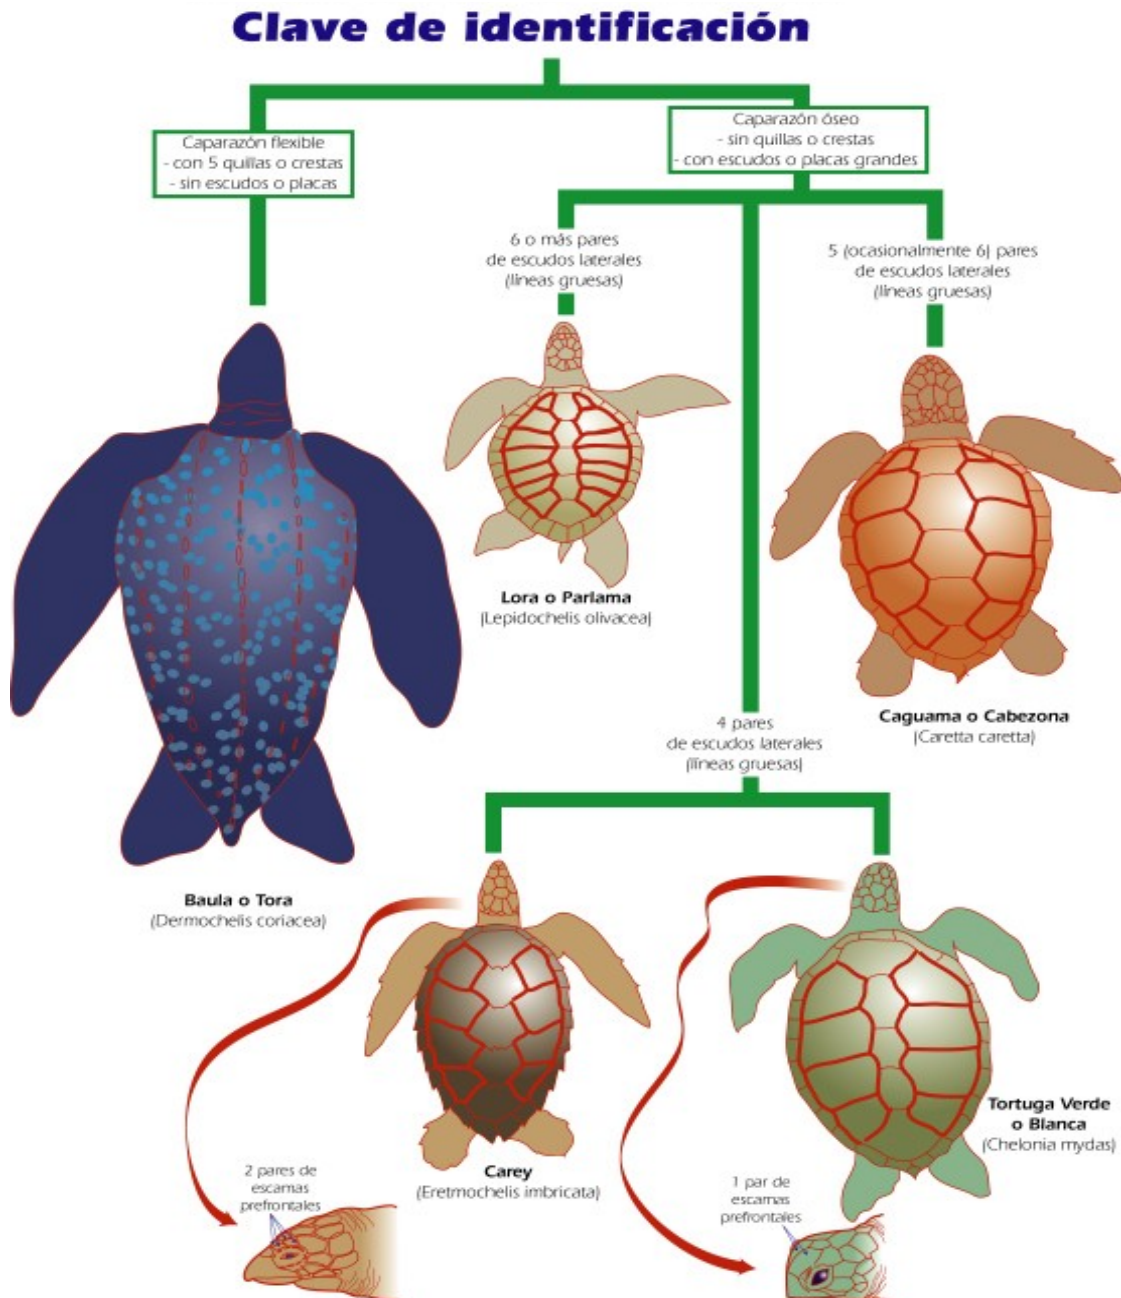 Clave de identificación
Caparazón flexible
- con 5 quillas o crestas
- sin escudos o placas
Caparazón óseo
- sin quillas o crestas
- con escudos o placas grandes
6 o más pares
de escudos laterales
(líneas gruesas)
5 (ocasionalmente 6) pares
de escudos laterales
(líneas gruesas)
Lora o Parlama
(Lepidochelis olivacea)
Caguama o Cabezona
(Caretta caretta)
4 pares
de escudos laterales
(líneas gruesas)
Baula o Tora
(Dermochelis coriacea)
Carey
(Eretmochelis imbricata)
Tortuga Verde
o Blanca
(Chelonia mydas)
2 pares de
escamas
prefrontales
1 par de
escamas
prefrontales